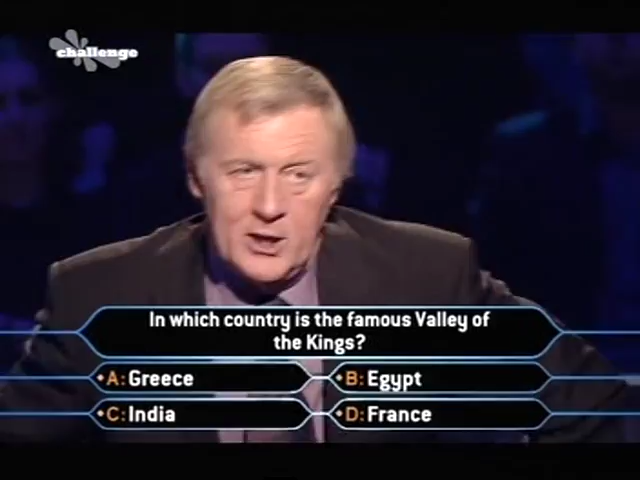 challenge
In which country is the famous Valley of
the Kings?
A: Greece
B: Egypt
C: India
D: France